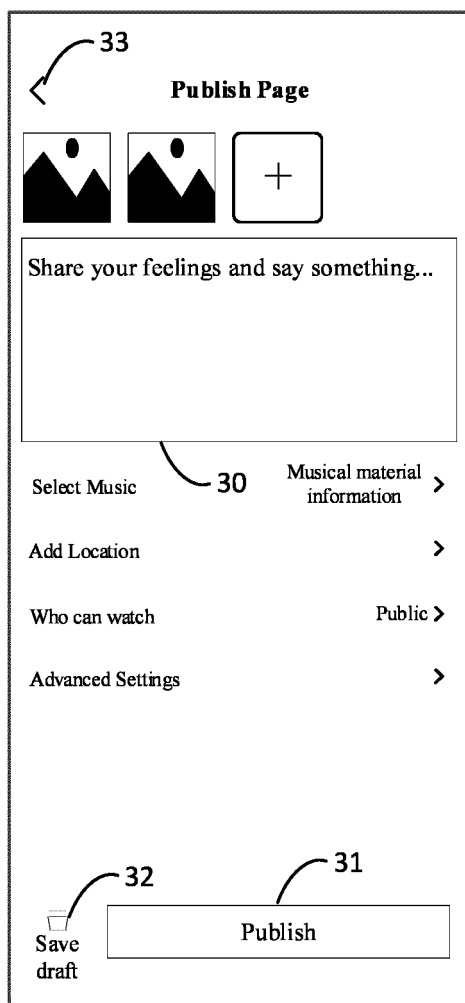 33
Publish Page
+
Share your feelings and say something...
30
Select Music
Musical material
information
Add Location
Who can watch
Public
Advanced Settings
32
31
Save
draft
Publish